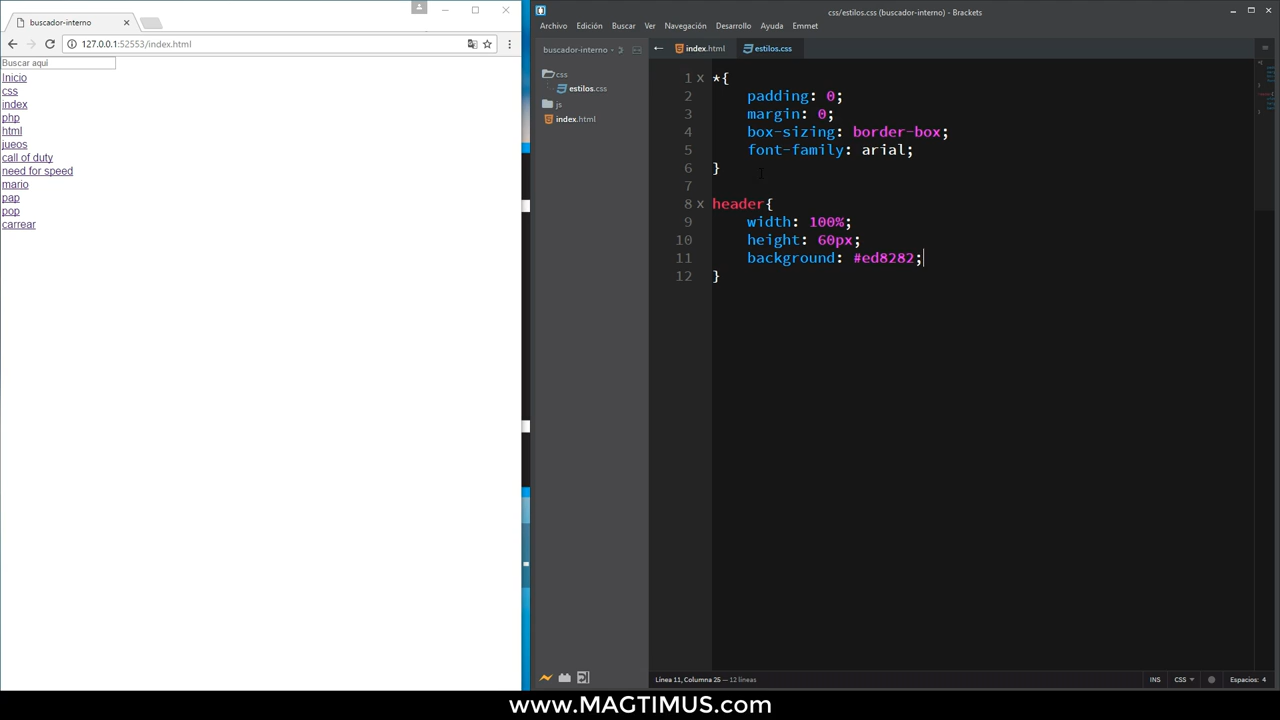 buscador-interno
127.0.0.1:52553/index.html
Buscar aqui
Inicio
css
index
php
html
jueos
call of duty
need for speed
mario
pap
pop
carrear
css/estilos.css (buscador-interno) - Brackets
Archivo Edición Buscar Ver Navegación Desarrollo Ayuda Emmet
buscador-interno
css
estilos.css
js
index.html
index.html estilos.css
1 *{
2 padding: 0;
3 margin: 0;
4 box-sizing: border-box;
5 font-family: arial;
6 }
7
8 header{
9 width: 100%;
10 height: 60px;
11 background: #ed8282;
12 }
Línea 11, Columna 25 — 12 líneas
INS CSS Espacios: 4
www.MAGTIMUS.com